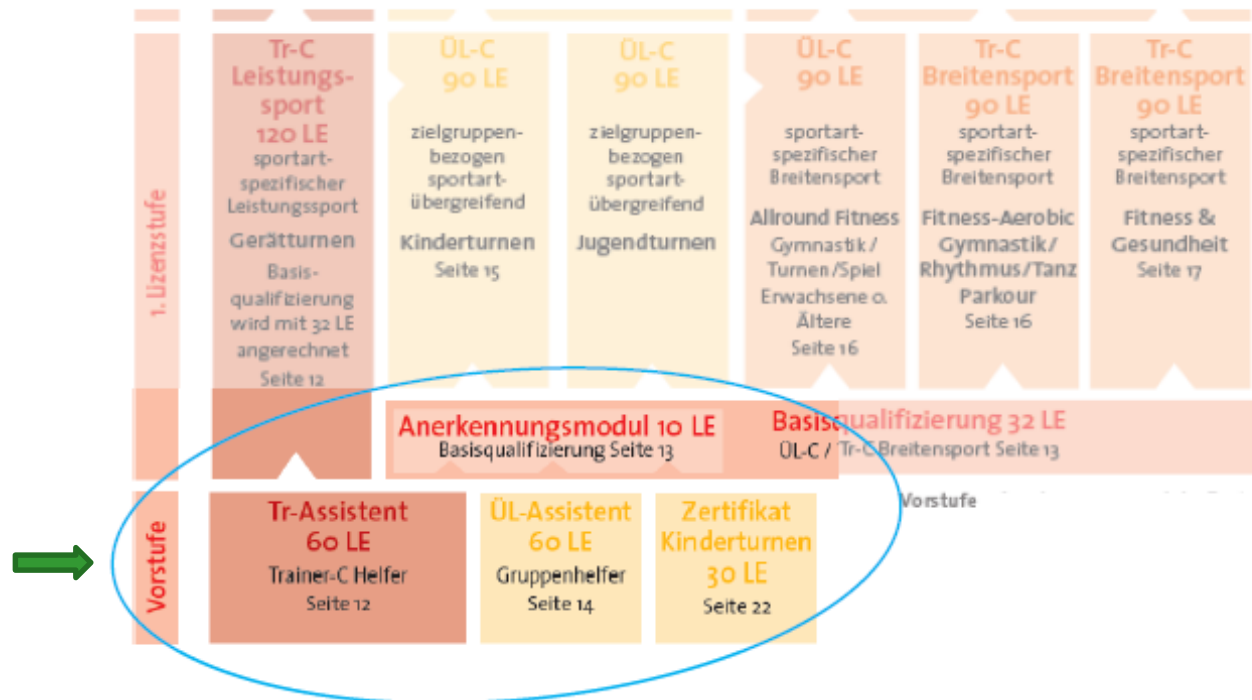 1. Lizenzstufe
Tr-C
Leistungs-
sport
120 LE
sportart-
spezifischer
Leistungssport
Gerätturnen
Basis-
qualifizierung
wird mit 32 LE
angerechnet
Seite 12
ÜL-C
90 LE
zielgruppen-
bezogen
sportart-
übergreifend
Kinderturnen
Seite 15
ÜL-C
90 LE
zielgruppen-
bezogen
sportart-
übergreifend
Jugendturnen
ÜL-C
90 LE
sportart-
spezifischer
Breitensport
Allround Fitness
Gymnastik /
Turnen/Spiel
Erwachsene o.
Ältere
Seite 16
Tr-C
Breitensport
90 LE
sportart-
spezifischer
Breitensport
Fitness-Aerobic
Gymnastik/
Rhythmus/Tanz
Parkour
Seite 16
Tr-C
Breitensport
90 LE
sportart-
spezifischer
Breitensport
Fitness &
Gesundheit
Seite 17
Anerkennungsmodul 10 LE
Basisqualifizierung Seite 13
Basisqualifizierung 32 LE
ÜL-C / Tr-C Breitensport Seite 13
Vorstufe
Vorstufe
Tr-Assistent
60 LE
Trainer-C Helfer
Seite 12
ÜL-Assistent
60 LE
Gruppenhelfer
Seite 14
Zertifikat
Kinderturnen
30 LE
Seite 22